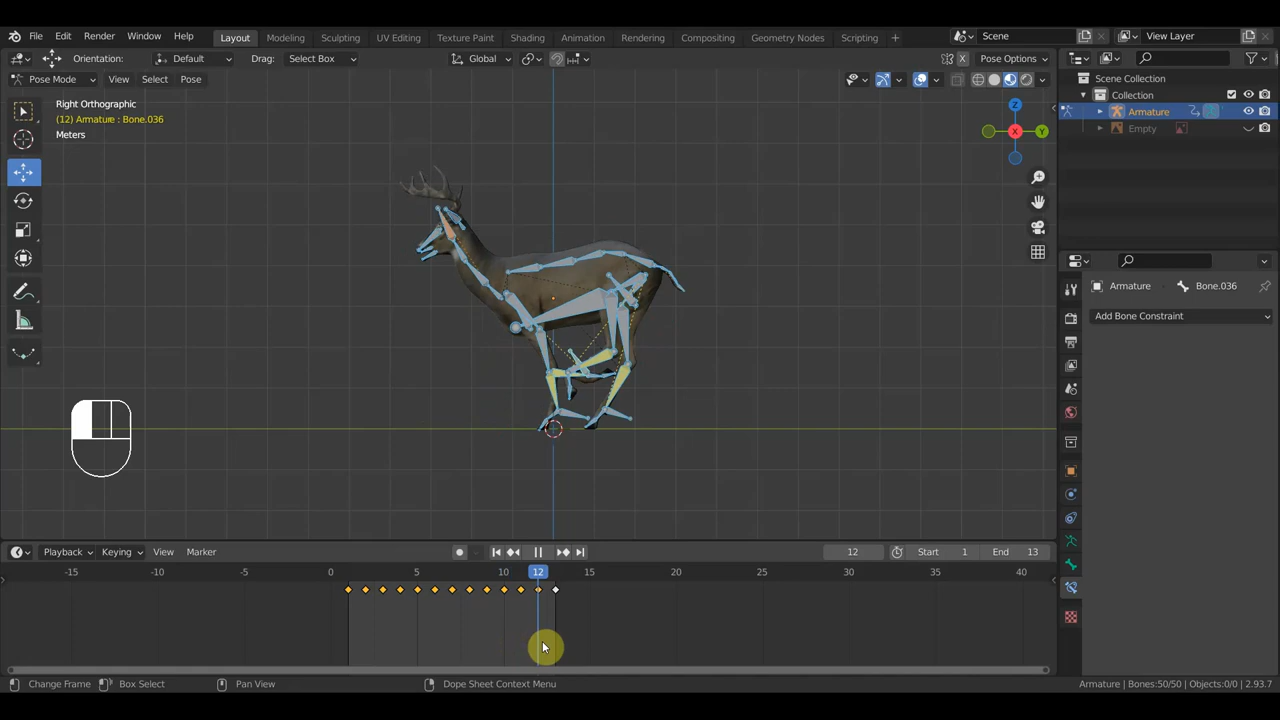 File Edit Render Window Help Layout Modeling Sculpting UV Editing Texture Paint Shading Animation Rendering Compositing Geometry Nodes Scripting + Scene View Layer
Orientation: Default Drag: Select Box Global Pose Options
Pose Mode View Select Pose
Scene Collection
Collection
Armature
Empty
Right Orthographic
(12) Armature : Bone.036
Meters
Z
X
Y
Armature Bone.036
Add Bone Constraint
Playback Keying View Marker 12 Start 1 End 13
-15 -10 -5 0 5 10 12 15 20 25 30 35 40
Change Frame Box Select Pan View Dope Sheet Context Menu Armature | Bones:50/50 | Objects:0/0 | 2.93.7